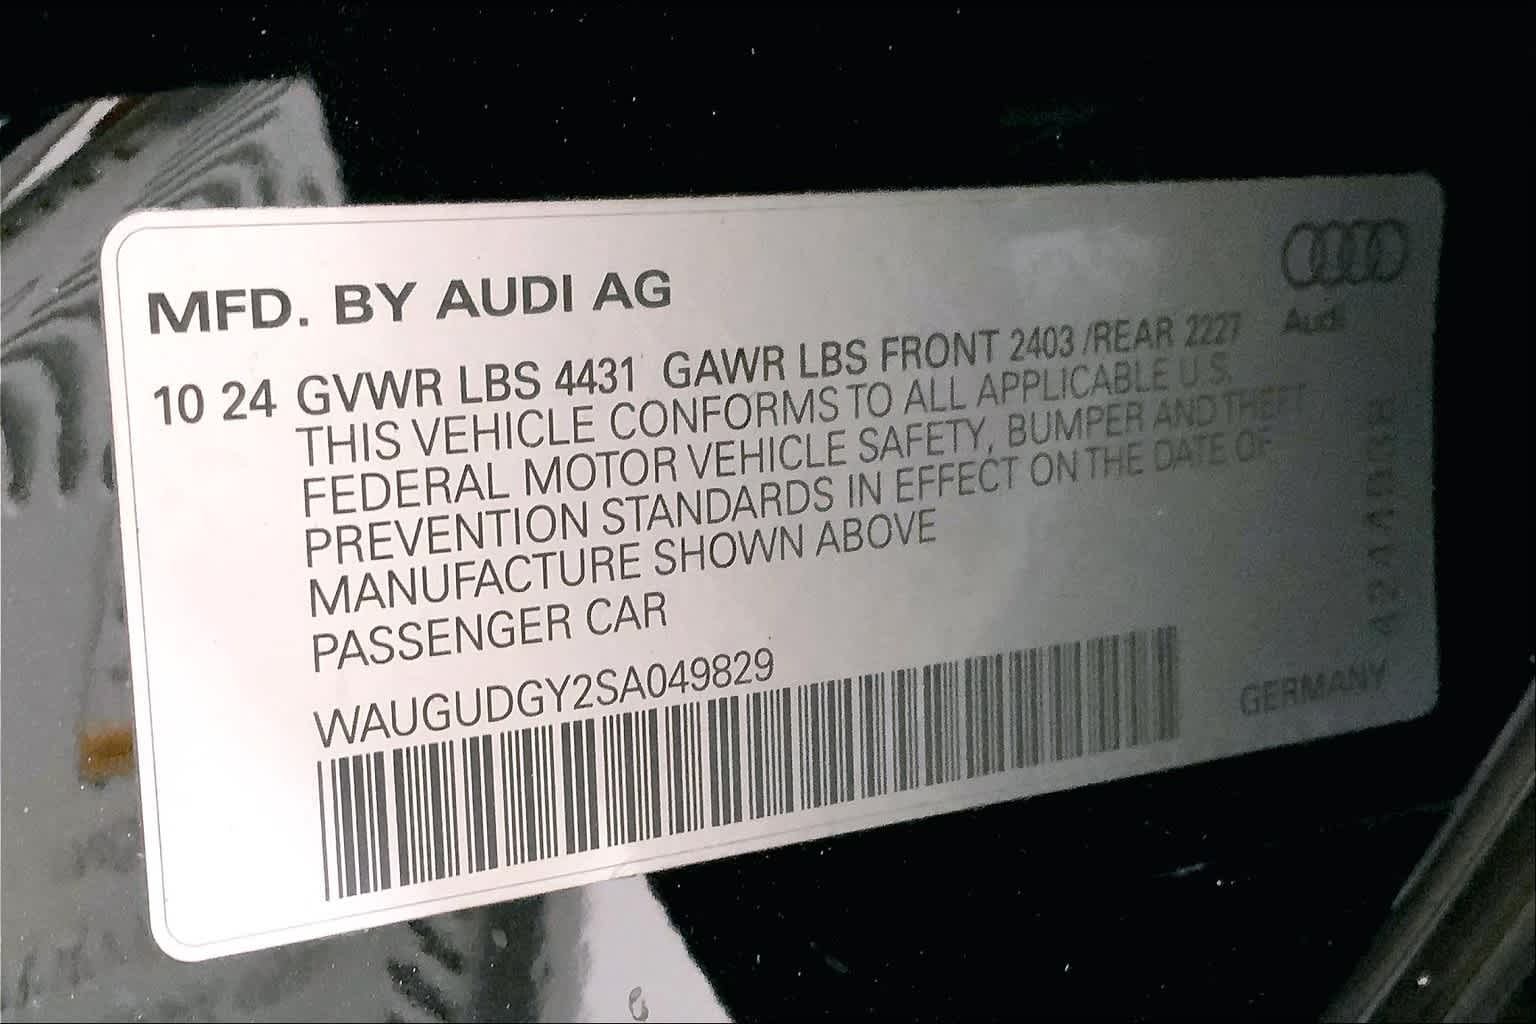 MFD. BY AUDI AG
Audi
10 24 GVWR LBS 4431 GAWR LBS FRONT 2403 /REAR 2227
THIS VEHICLE CONFORMS TO ALL APPLICABLE U.S.
FEDERAL MOTOR VEHICLE SAFETY, BUMPER AND THEFT
PREVENTION STANDARDS IN EFFECT ON THE DATE OF
MANUFACTURE SHOWN ABOVE
PASSENGER CAR
WAUGUDGY2SA049829
GERMANY